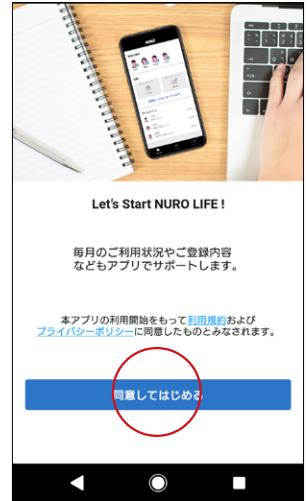 Let's Start NURO LIFE !
毎月のご利用状況やご登録内容
などもアプリでサポートします。
本アプリの利用開始をもって利用規約および
プライバシーポリシーに同意したものとみなされます。
同意してはじめる